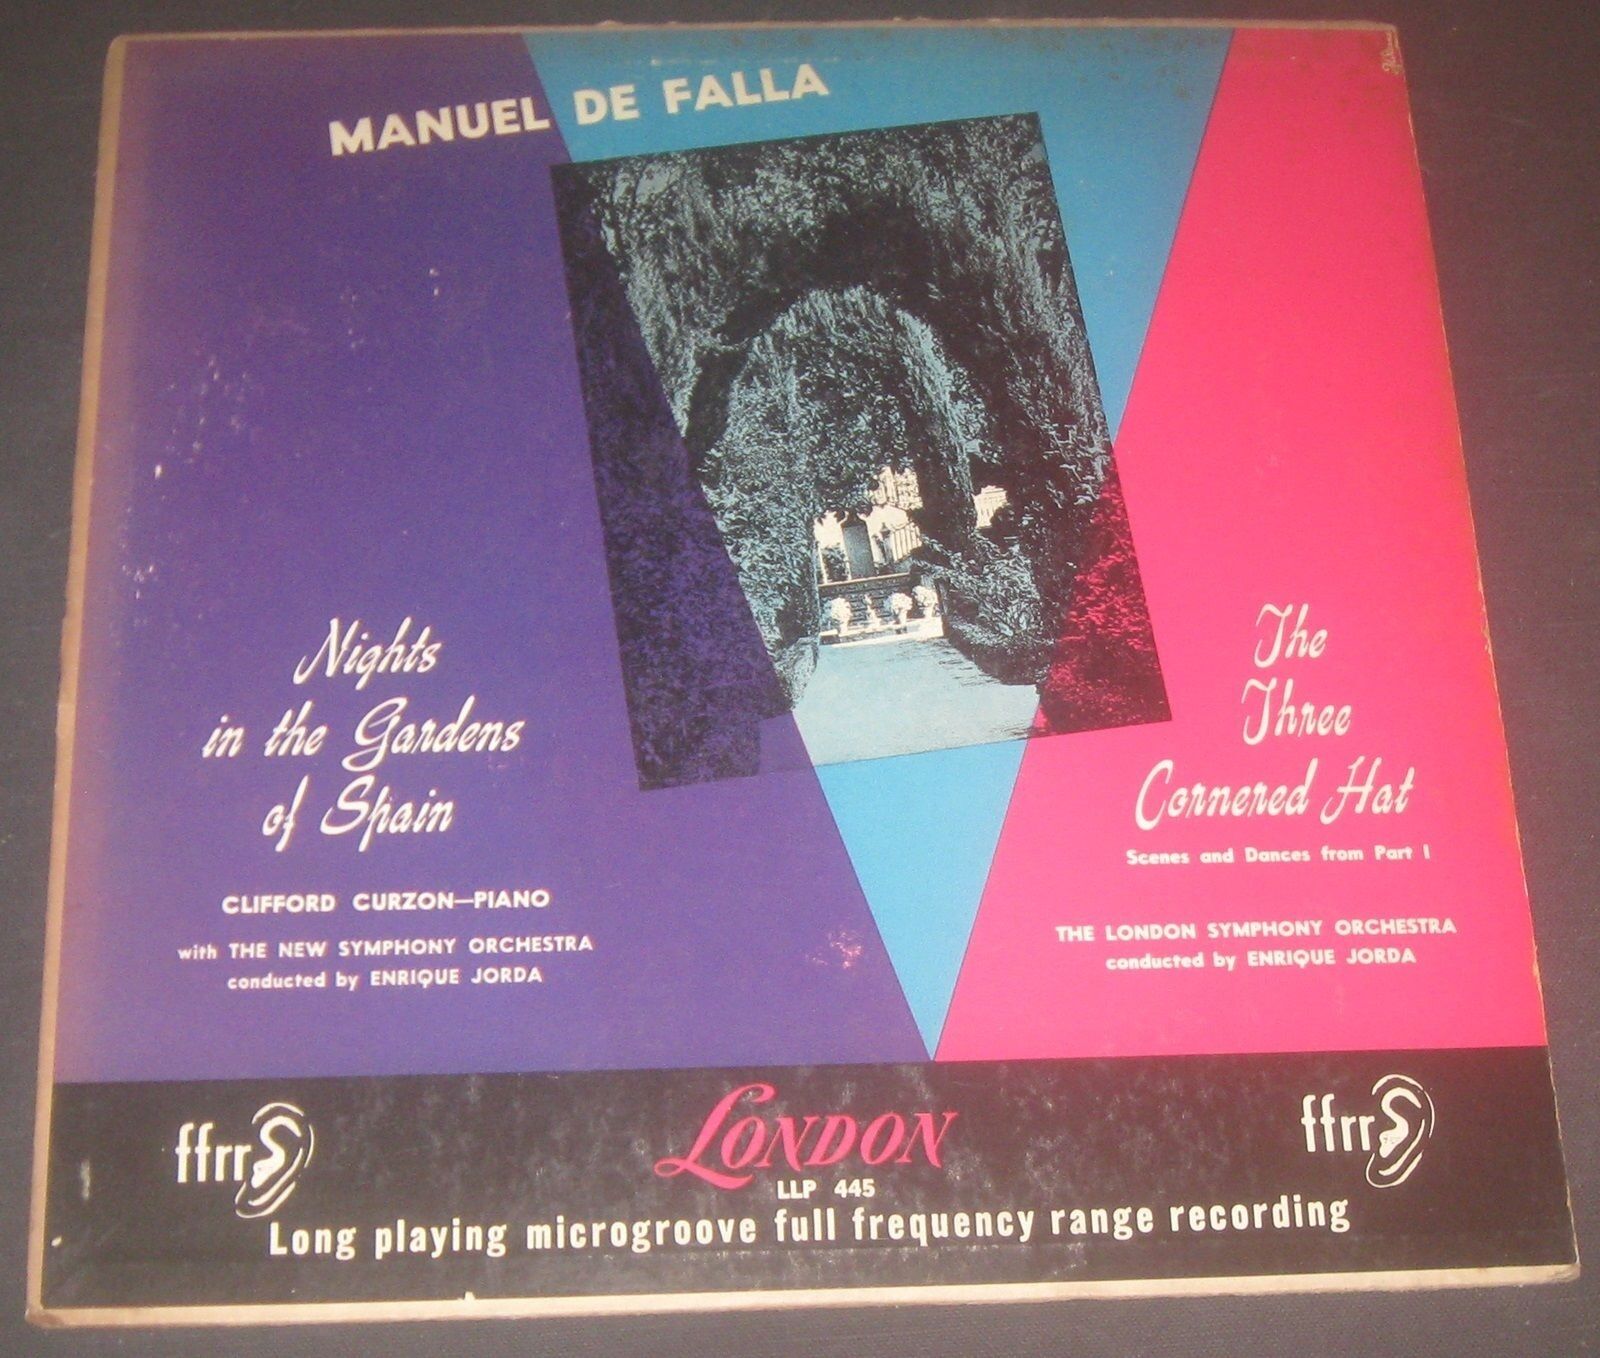 MANUEL DE FALLA
Nights
in the Gardens
of Spain
CLIFFORD CURZON—PIANO
with THE NEW SYMPHONY ORCHESTRA
conducted by ENRIQUE JORDA
The
Three
Cornered Hat
Scenes and Dances from Part I
THE LONDON SYMPHONY ORCHESTRA
conducted by ENRIQUE JORDA
ffrr
LONDON
ffrr
LLP 445
Long playing microgroove full frequency range recording